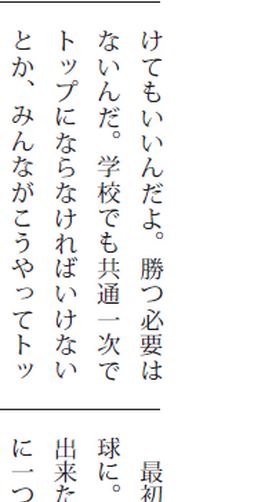 けてもいいんだよ。勝つ必要は
ないんだ。学校でも共通一次で
トップにならなければいけない
とか、みんながこうやってトッ
最初
球に。
出来た
に一つ